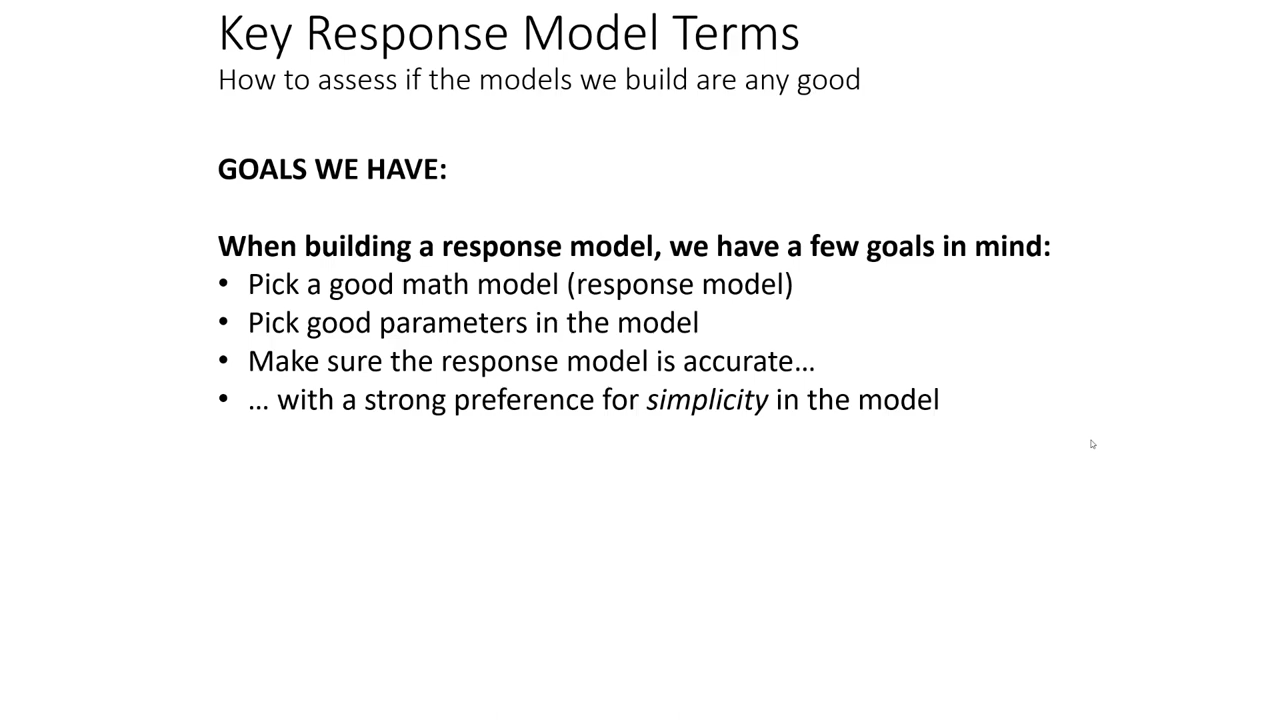 Key Response Model Terms
How to assess if the models we build are any good
GOALS WE HAVE:
When building a response model, we have a few goals in mind:
• Pick a good math model (response model)
• Pick good parameters in the model
• Make sure the response model is accurate…
• … with a strong preference for simplicity in the model